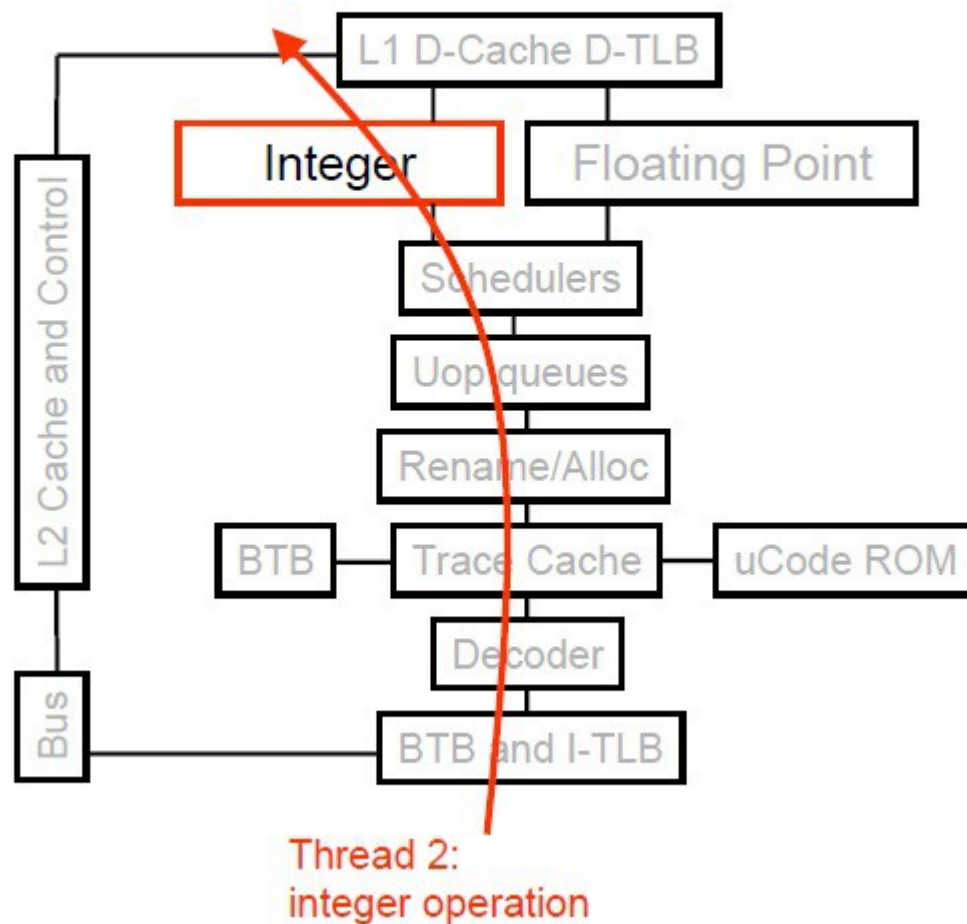 L1 D-Cache D-TLB
Integer
Floating Point
L2 Cache and Control
Schedulers
Uop queues
Rename/Alloc
BTB
Trace Cache
uCode ROM
Decoder
Bus
BTB and I-TLB
Thread 2:
integer operation